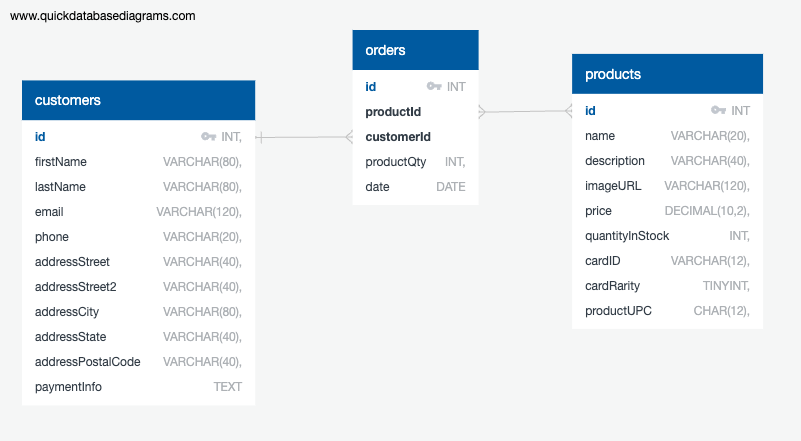 www.quickdatabasediagrams.com
customers
id INT,
firstName VARCHAR(80),
lastName VARCHAR(80),
email VARCHAR(120),
phone VARCHAR(20),
addressStreet VARCHAR(40),
addressStreet2 VARCHAR(40),
addressCity VARCHAR(80),
addressState VARCHAR(40),
addressPostalCode VARCHAR(40),
paymentInfo TEXT
orders
id INT
productId
customerId
productQty INT,
date DATE
products
id INT
name VARCHAR(20),
description VARCHAR(40),
imageURL VARCHAR(120),
price DECIMAL(10,2),
quantityInStock INT,
cardID VARCHAR(12),
cardRarity TINYINT,
productUPC CHAR(12),